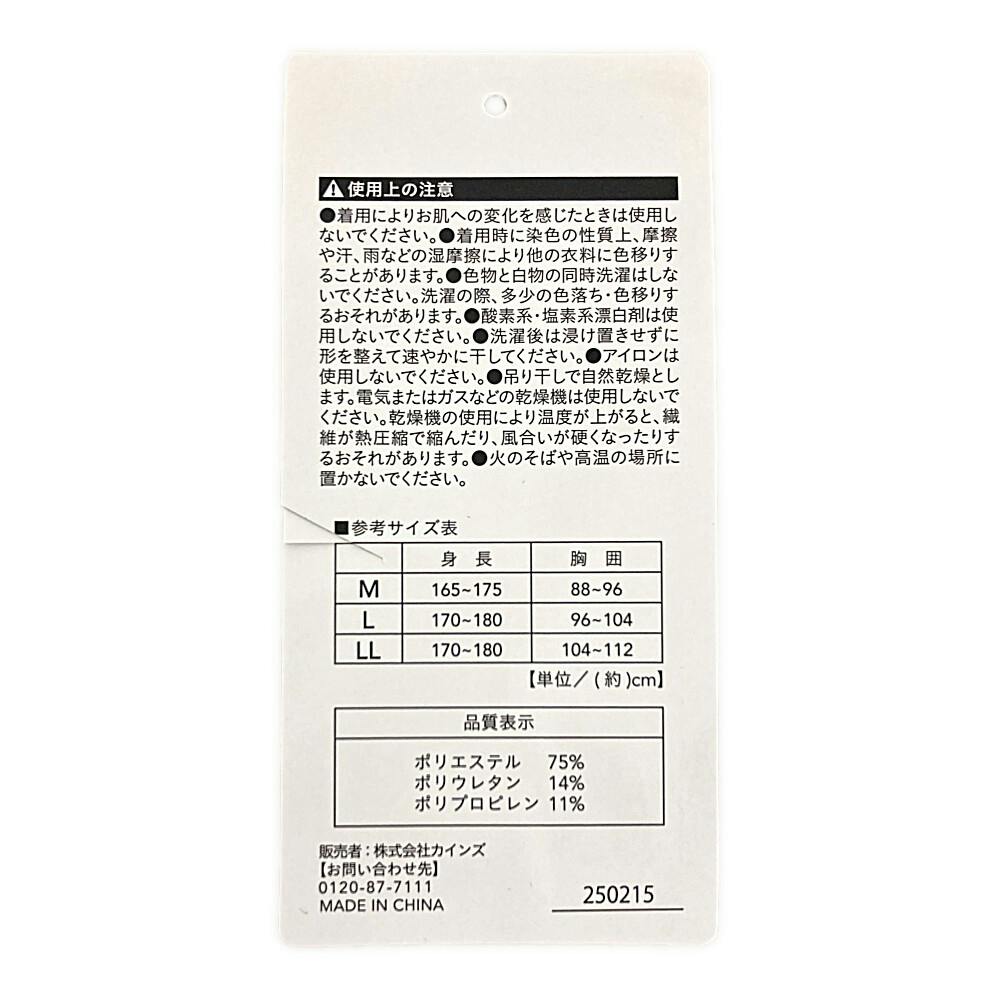 ⚠使用上の注意
●着用によりお肌への変化を感じたときは使用し
ないでください。●着用時に染色の性質上、摩擦
や汗、雨などの湿摩擦により他の衣料に色移りす
ることがあります。●色物と白物の同時洗濯はしな
いでください。洗濯の際、多少の色落ち・色移りす
るおそれがあります。●酸素系・塩素系漂白剤は使
用しないでください。●洗濯後は浸け置きせずに
形を整えて速やかに干してください。●アイロンは
使用しないでください。●吊り干しで自然乾燥とし
ます。電気またはガスなどの乾燥機は使用しないで
ください。乾燥機の使用により温度が上がると、繊
維が熱圧縮で縮んだり、風合いが硬くなったりす
るおそれがあります。●火のそばや高温の場所に
置かないでください。
■参考サイズ表
身 長 胸 囲
M 165~175 88~96
L 170~180 96~104
LL 170~180 104~112
【単位／(約)cm】
品質表示
ポリエステル 75%
ポリウレタン 14%
ポリプロピレン 11%
販売者：株式会社カインズ
【お問い合わせ先】
0120-87-7111
MADE IN CHINA
250215